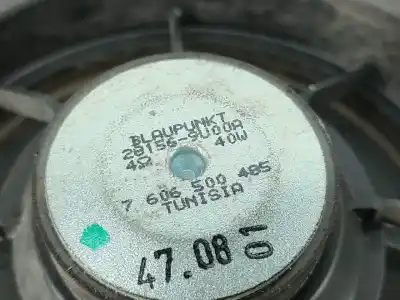 BLAUPUNKT
28156-9U00A
4Ω 40W
7 606 500 485
TUNISIA
47.08 01